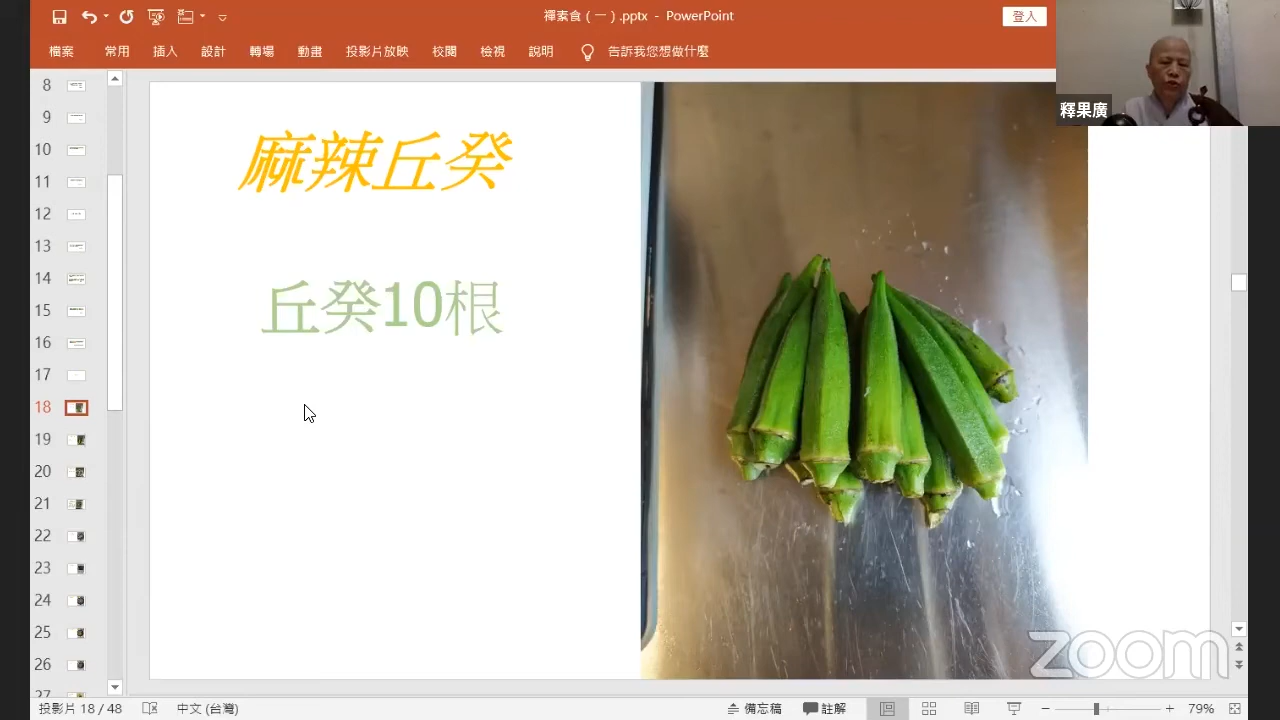 禪素食 ( 一 ) .pptx - PowerPoint
登入
檔案 常用 插入 設計 轉場 動畫 投影片放映 校閱 檢視 說明 告訴我您想做什麼
釋果廣
8
9
10
11
12
13
14
15
16
17
18
19
20
21
22
23
24
25
26
27
麻辣丘癸
丘癸10根
zoom
投影片 18 / 48 中文 (台灣) 備忘稿 註解 79%